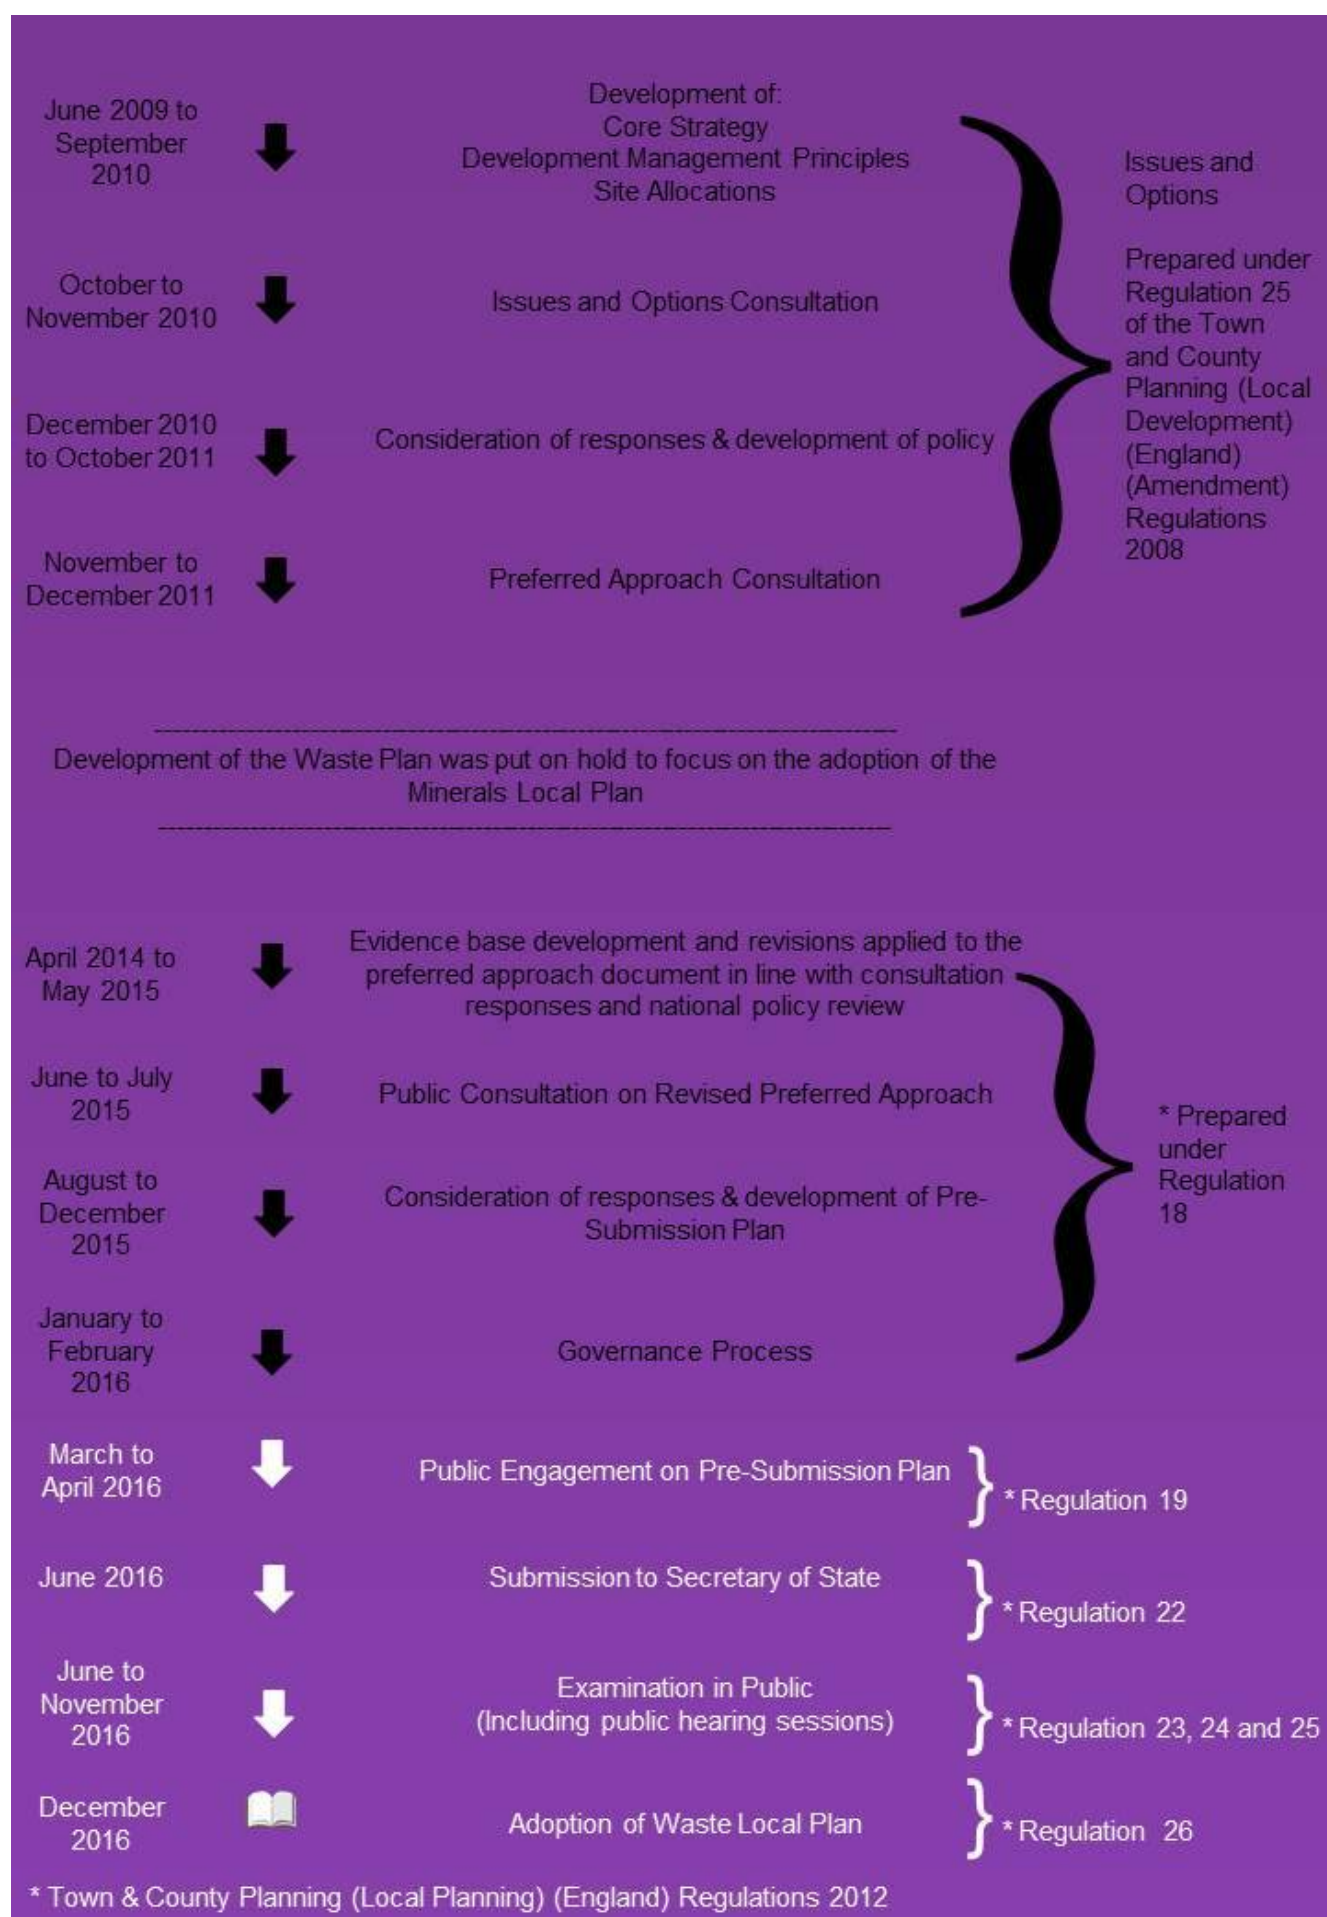 June 2009 to
September
2010
Development of:
Core Strategy
Development Management Principles
Site Allocations
Issues and
Options
Prepared under
Regulation 25
of the Town
and County
Planning (Local
Development)
(England)
(Amendment)
Regulations
2008
October to
November 2010
Issues and Options Consultation
December 2010
to October 2011
Consideration of responses & development of policy
November to
December 2011
Preferred Approach Consultation
Development of the Waste Plan was put on hold to focus on the adoption of the
Minerals Local Plan
April 2014 to
May 2015
Evidence base development and revisions applied to the
preferred approach document in line with consultation
responses and national policy review
June to July
2015
Public Consultation on Revised Preferred Approach
* Prepared
under
Regulation
18
August to
December
2015
Consideration of responses & development of Pre-
Submission Plan
January to
February
2016
Governance Process
March to
April 2016
Public Engagement on Pre-Submission Plan
* Regulation 19
June 2016
Submission to Secretary of State
* Regulation 22
June to
November
2016
Examination in Public
(Including public hearing sessions)
* Regulation 23, 24 and 25
December
2016
Adoption of Waste Local Plan
* Regulation 26
* Town & County Planning (Local Planning) (England) Regulations 2012